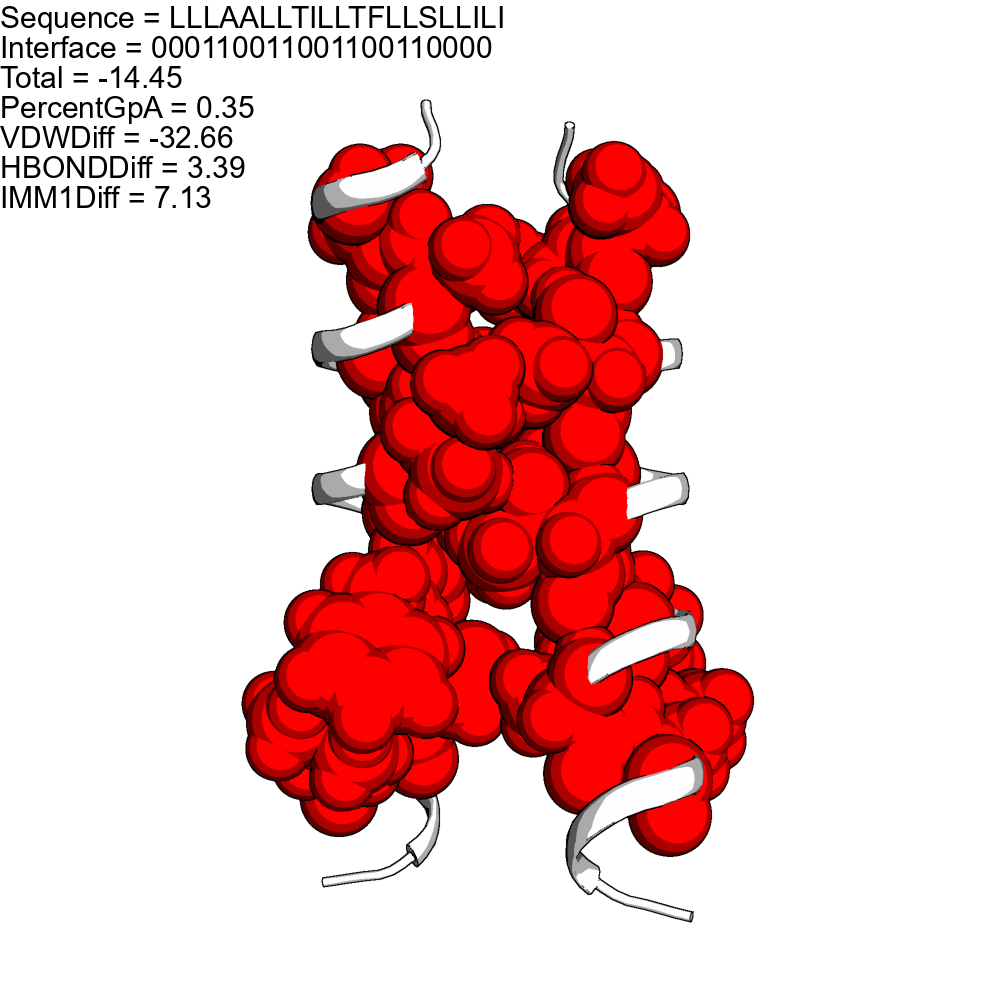 Sequence = LLLAALLTILLTFLLSLLILI
Interface = 000110011001100110000
Total = -14.45
PercentGpA = 0.35
VDWDiff = -32.66
HBONDDiff = 3.39
IMM1Diff = 7.13